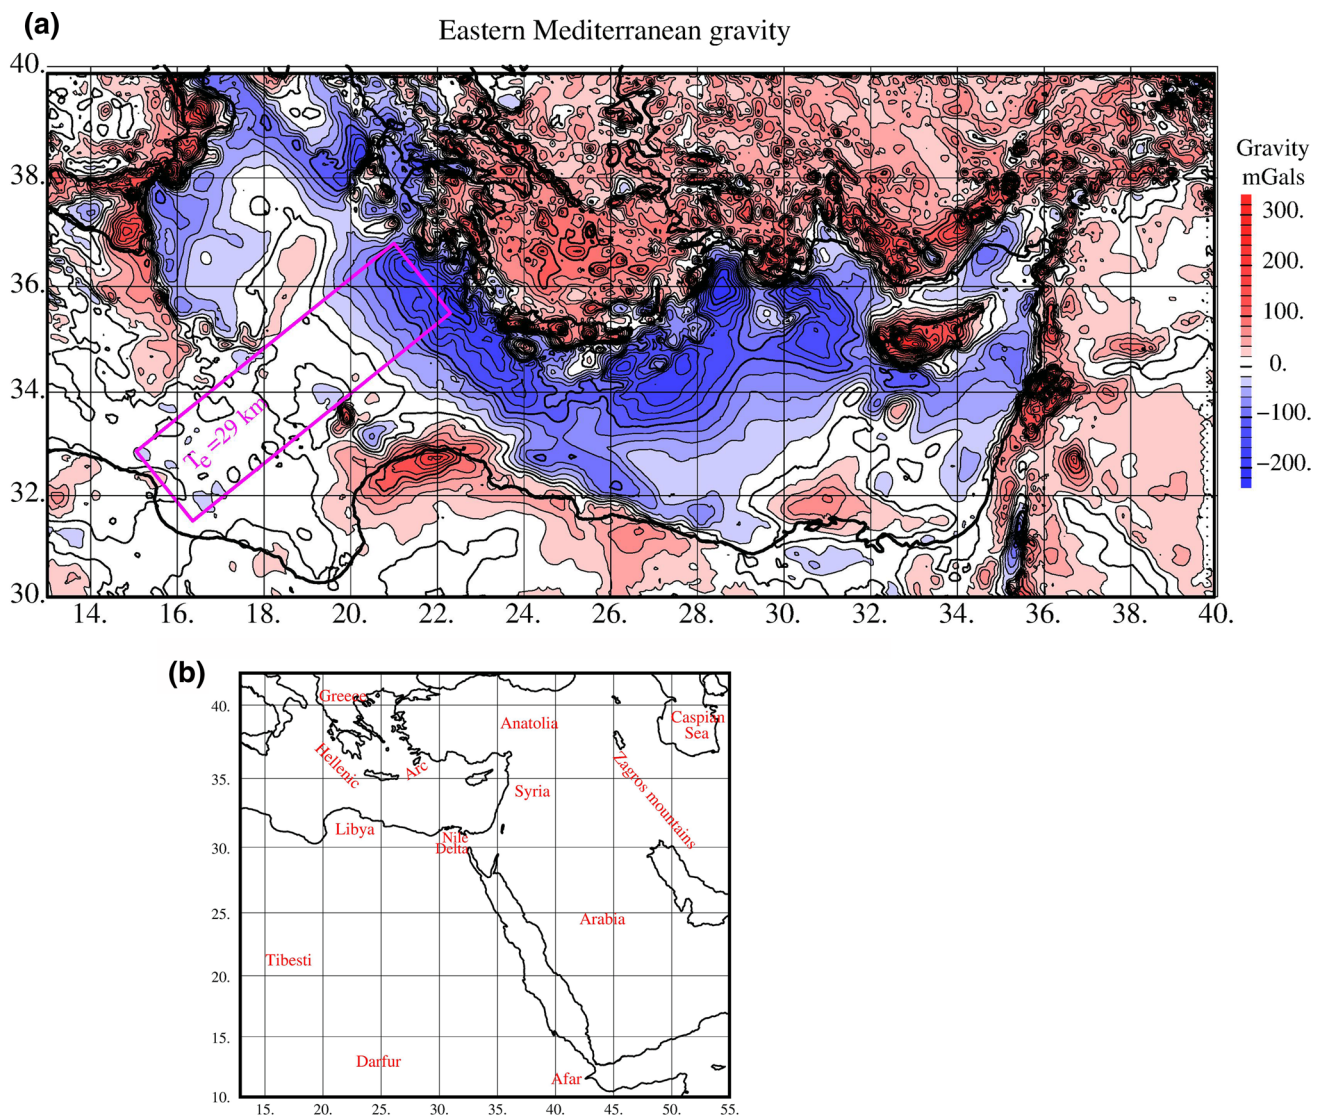 (a)
Eastern Mediterranean gravity
40.
38.
36.
34.
32.
30.
14.
16.
18.
20.
22.
24.
26.
28.
30.
32.
34.
36.
38.
40.
Te=29 km
Gravity
mGals
300.
200.
100.
0.
0.
−100.
−200.
(b)
40.
35.
30.
25.
20.
15.
10.
15.
20.
25.
30.
35.
40.
45.
50.
55.
Greece
Anatolia
Caspian
Sea
Hellenic
Arc
Syria
Zagros mountains
Libya
Nile
Delta
Arabia
Tibesti
Darfur
Afar